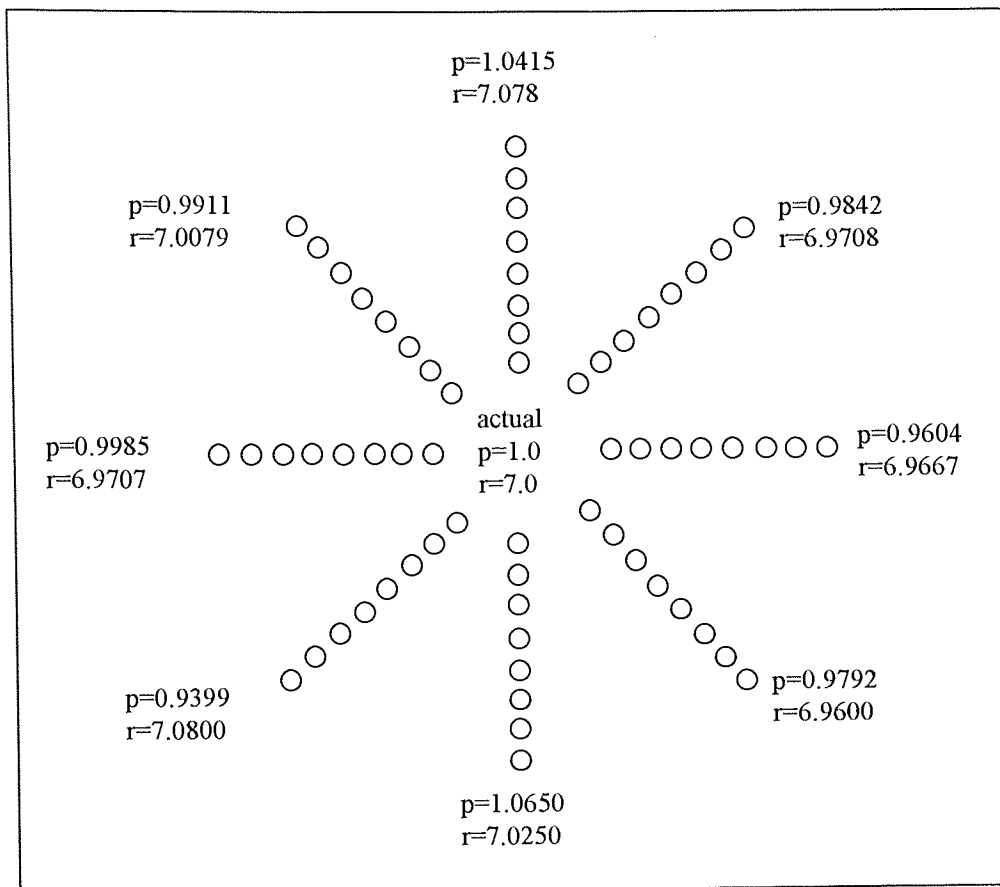 p=1.0415
r=7.078
p=0.9911
r=7.0079
p=0.9842
r=6.9708
actual
p=1.0
r=7.0
p=0.9985
r=6.9707
p=0.9604
r=6.9667
p=0.9399
r=7.0800
p=0.9792
r=6.9600
p=1.0650
r=7.0250